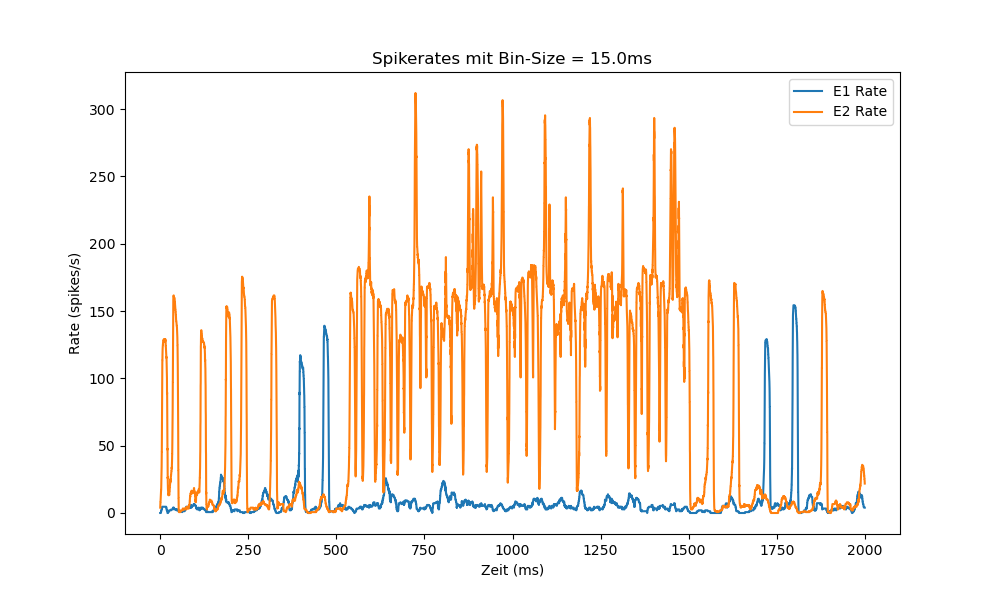 Spikerates mit Bin-Size = 15.0ms
E1 Rate
E2 Rate
300
250
200
150
100
50
0
Rate (spikes/s)
0 250 500 750 1000 1250 1500 1750 2000
Zeit (ms)